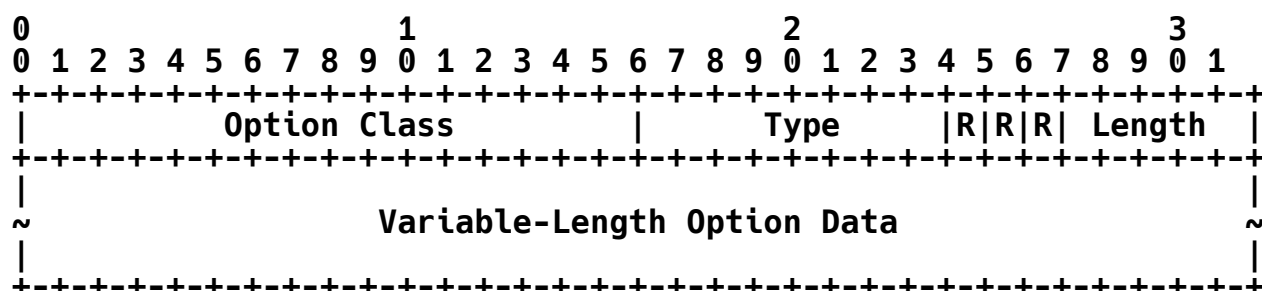 0                   1                   2                   3
0 1 2 3 4 5 6 7 8 9 0 1 2 3 4 5 6 7 8 9 0 1 2 3 4 5 6 7 8 9 0 1
+-+-+-+-+-+-+-+-+-+-+-+-+-+-+-+-+-+-+-+-+-+-+-+-+-+-+-+-+-+-+-+-+
|          Option Class         |      Type     |R|R|R| Length  |
+-+-+-+-+-+-+-+-+-+-+-+-+-+-+-+-+-+-+-+-+-+-+-+-+-+-+-+-+-+-+-+-+
|                                                               |
~                  Variable-Length Option Data                  ~
|                                                               |
+-+-+-+-+-+-+-+-+-+-+-+-+-+-+-+-+-+-+-+-+-+-+-+-+-+-+-+-+-+-+-+-+